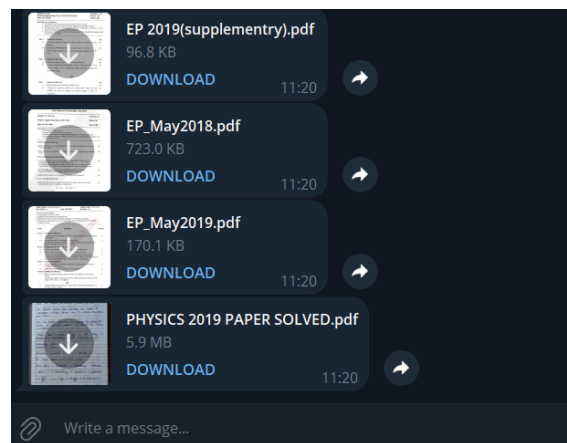 EP 2019(supplementry).pdf
96.8 KB
DOWNLOAD
11:20
EP_May2018.pdf
723.0 KB
DOWNLOAD
11:20
EP_May2019.pdf
170.1 KB
DOWNLOAD
11:20
PHYSICS 2019 PAPER SOLVED.pdf
5.9 MB
DOWNLOAD
11:20
Write a message...